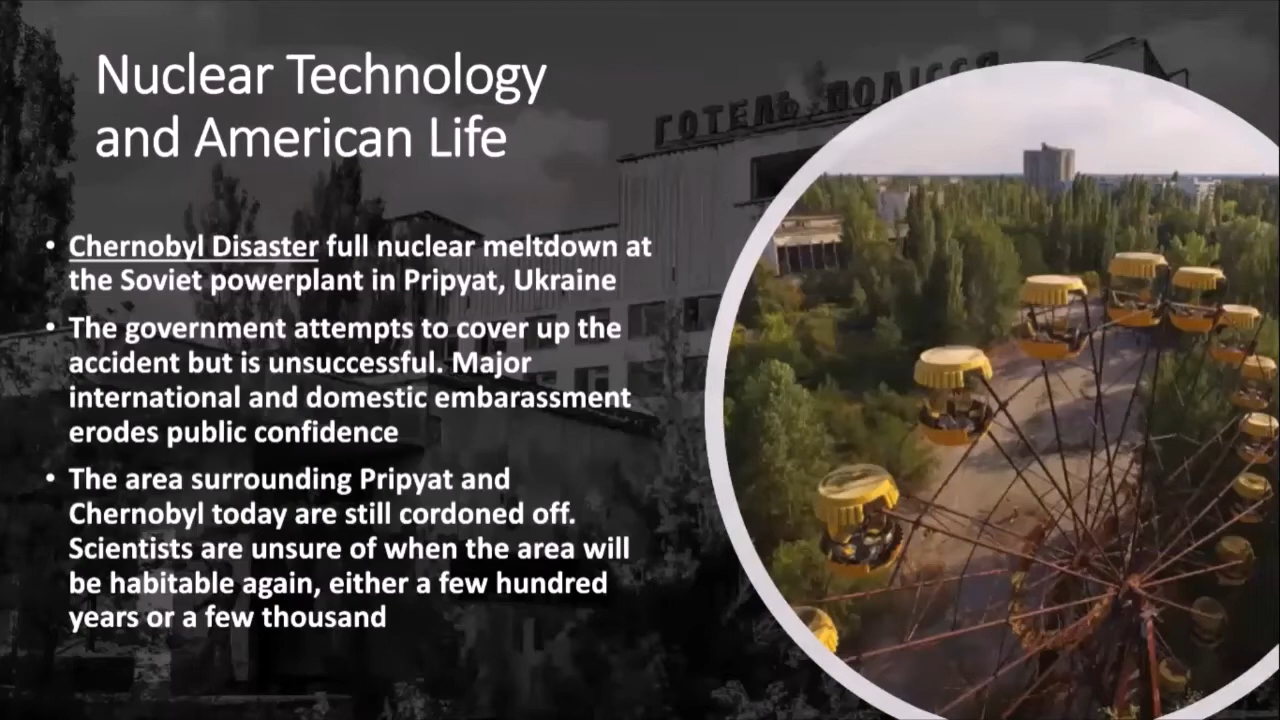 Nuclear Technology
and American Life
ГОТЕЛЬ ПОЛІССЯ
• Chernobyl Disaster full nuclear meltdown at
the Soviet powerplant in Pripyat, Ukraine
• The government attempts to cover up the
accident but is unsuccessful. Major
international and domestic embarassment
erodes public confidence
• The area surrounding Pripyat and
Chernobyl today are still cordoned off.
Scientists are unsure of when the area will
be habitable again, either a few hundred
years or a few thousand